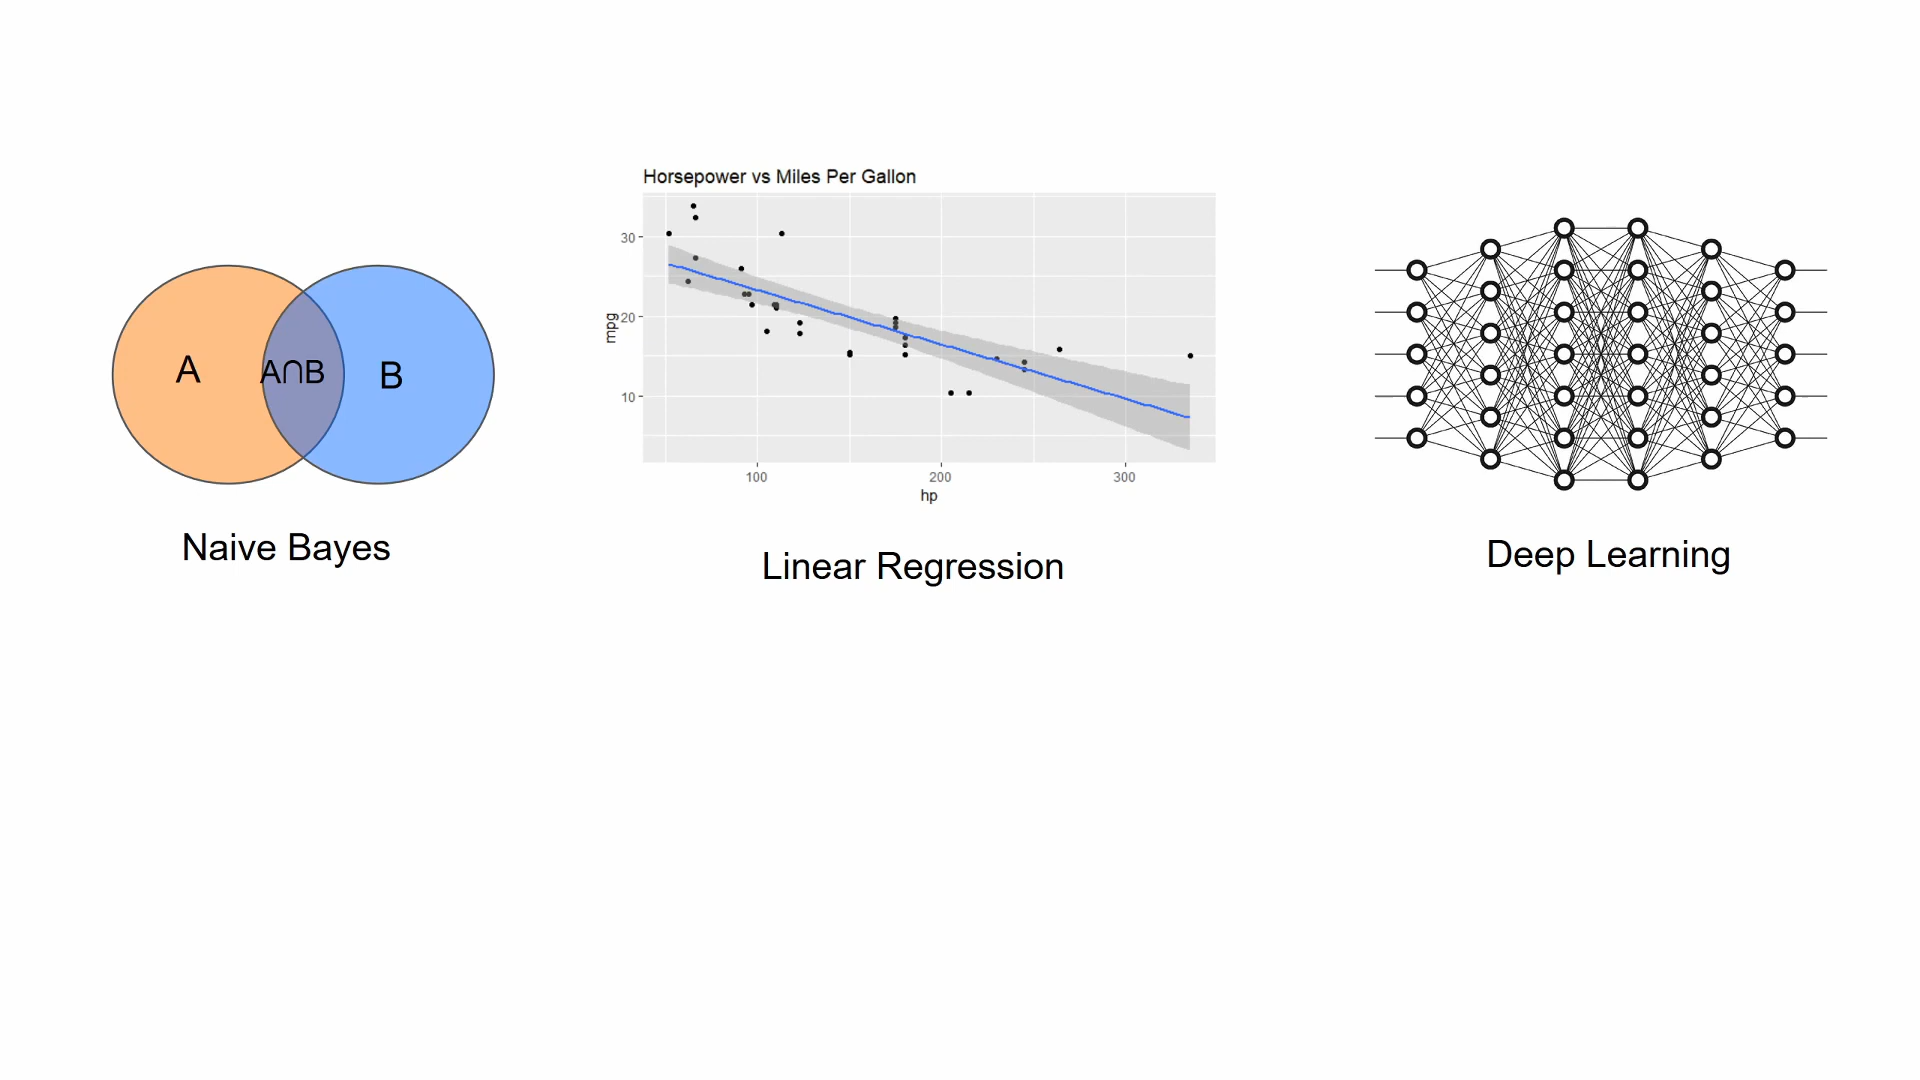 A
A∩B
B
Naive Bayes
Horsepower vs Miles Per Gallon
mpg
30
20
10
100
200
300
hp
Linear Regression
Deep Learning